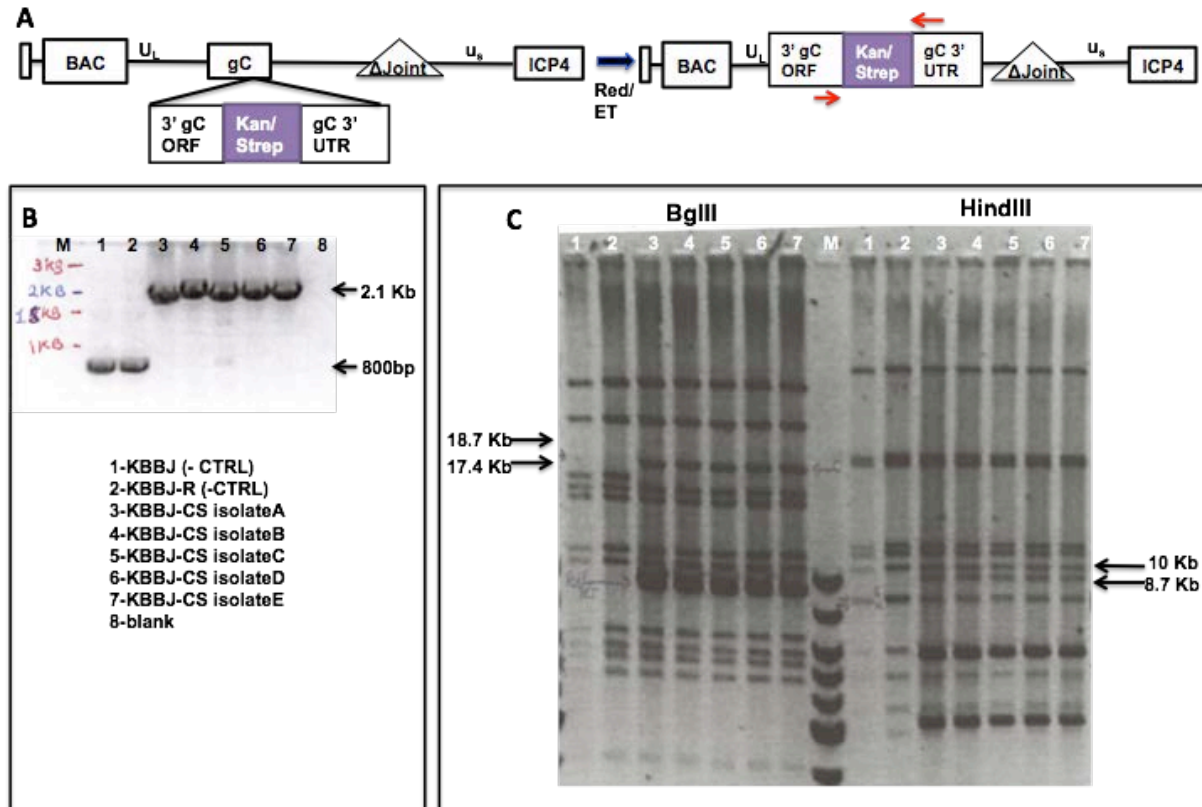 A
BAC
U_L
gC
ΔJoint
u_s
ICP4
3' gC
ORF
Kan/
Strep
gC 3'
UTR
Red/
ET
BAC
U_L
3' gC
ORF
Kan/
Strep
gC 3'
UTR
ΔJoint
u_s
ICP4
B
M 1 2 3 4 5 6 7 8
3KB
2KB
1KB
2.1 Kb
800bp
1-KBBJ (- CTRL)
2-KBBJ-R (-CTRL)
3-KBBJ-CS isolateA
4-KBBJ-CS isolateB
5-KBBJ-CS isolateC
6-KBBJ-CS isolateD
7-KBBJ-CS isolateE
8-blank
C
BglII HindIII
1 2 3 4 5 6 7 M 1 2 3 4 5 6 7
18.7 Kb
17.4 Kb
10 Kb
8.7 Kb